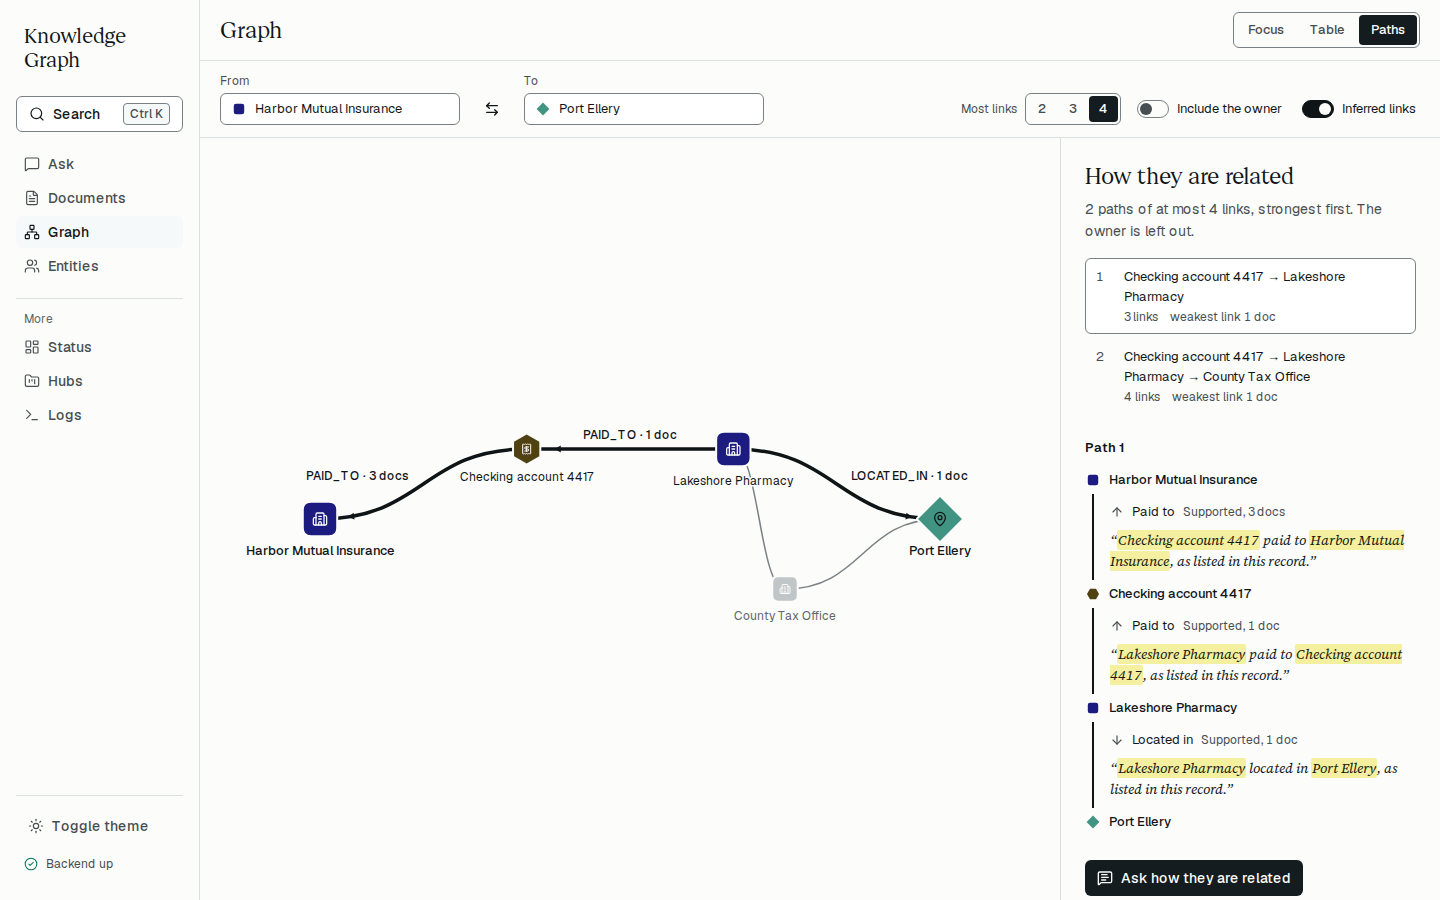 Knowledge
Graph
Search
Ctrl K
Ask
Documents
Graph
Entities
More
Status
Hubs
Logs
Toggle theme
Backend up
Graph
Focus
Table
Paths
From
Harbor Mutual Insurance
To
Port Ellery
Most links
2
3
4
Include the owner
Inferred links
PAID_TO · 1 doc
PAID_TO · 3 docs
Checking account 4417
Lakeshore Pharmacy
LOCATED_IN · 1 doc
Harbor Mutual Insurance
Port Ellery
County Tax Office
How they are related
2 paths of at most 4 links, strongest first. The
owner is left out.
1
Checking account 4417 → Lakeshore
Pharmacy
3 links weakest link 1 doc
2
Checking account 4417 → Lakeshore
Pharmacy → County Tax Office
4 links weakest link 1 doc
Path 1
Harbor Mutual Insurance
↑ Paid to Supported, 3 docs
“Checking account 4417 paid to Harbor Mutual
Insurance, as listed in this record.”
Checking account 4417
↑ Paid to Supported, 1 doc
“Lakeshore Pharmacy paid to Checking account
4417, as listed in this record.”
Lakeshore Pharmacy
↓ Located in Supported, 1 doc
“Lakeshore Pharmacy located in Port Ellery, as
listed in this record.”
Port Ellery
Ask how they are related